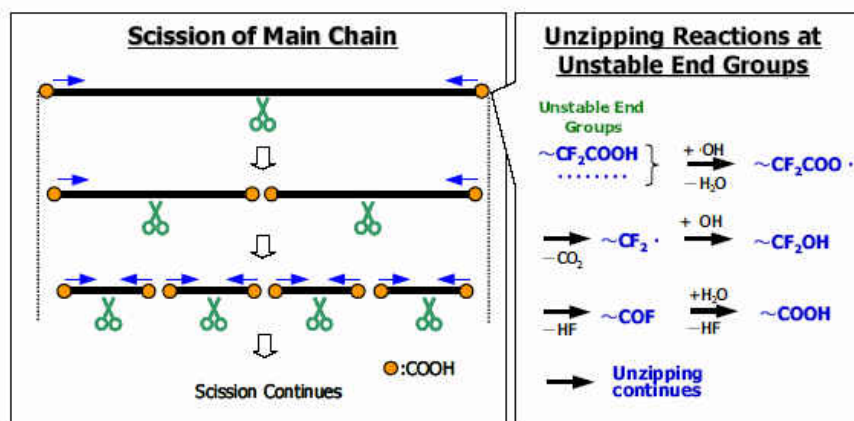 Scission of Main Chain
Scission Continues
:COOH
Unzipping Reactions at
Unstable End Groups
Unstable End
Groups
~CF₂COOH
+ ·OH
−H₂O
~CF₂COO ·
−CO₂
~CF₂ ·
+ OH
~CF₂OH
−HF
~COF
+H₂O
−HF
~COOH
Unzipping
continues